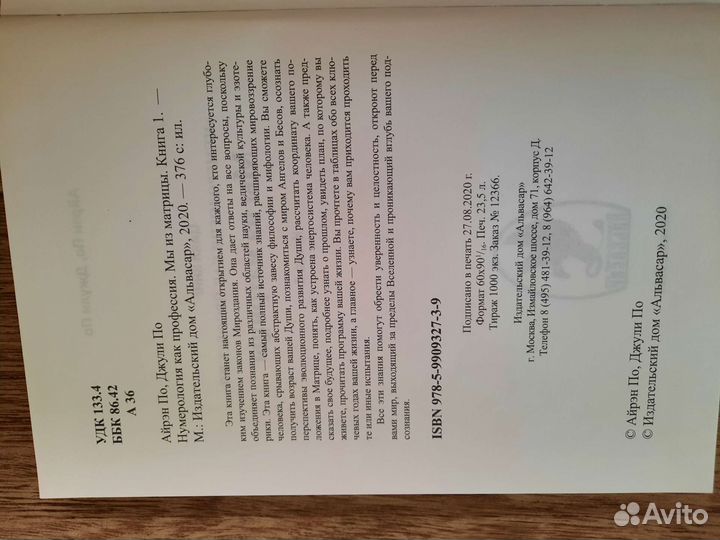 УДК 133.4
ББК 86.42
А 36
Айрэн По, Джули По
Нумерология как профессия. Мы из матрицы. Книга 1. —
М.: Издательский дом «Альвасар», 2020. — 376 с: ил.
Эта книга станет настоящим открытием для каждого, кто интересуется глубо-
ким изучением законов Мироздания. Она дает ответы на все вопросы, поскольку
объединяет познания из различных областей науки, ведической культуры и эзоте-
рики. Эта книга — самый полный источник знаний, расширяющих мировоззрение
человека, срывающих абстрактную завесу философии и мифологии. Вы сможете
получить возраст вашей Души, познакомиться с миром Ангелов и Бесов, осознать
перспективы эволюционного развития Души, рассчитать координату вашего по-
ложения в Матрице, понять, как устроена энергосистема человека. А также пред-
сказать свое будущее, подробнее узнать о прошлом, увидеть план, по которому вы
живете, прочитать программу вашей жизни. Вы прочтете в таблицах обо всех клю-
чевых годах вашей жизни, а главное — узнаете, почему вам приходится проходить
те или иные испытания.
Все эти знания помогут обрести уверенность и целостность, откроют перед
вами мир, выходящий за пределы Вселенной и проникающий вглубь вашего под-
сознания.
ISBN 978-5-9909327-3-9
Подписано в печать 27.08.2020 г.
Формат 60х90/16. Печ. 23,5 л.
Тираж 1000 экз. Заказ № 12366.
Издательский дом «Альвасар»
г. Москва, Измайловское шоссе, дом 71, корпус Д.
Телефон 8 (495) 481-39-12, 8 (964) 642-39-12
© Айрэн По, Джули По
© Издательский дом «Альвасар», 2020
Avito